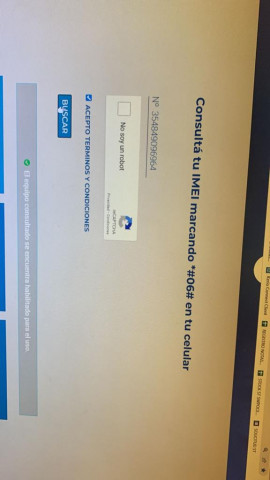 Consultá tu IMEI marcando *#06# en tu celular
N° 354849096964
No soy un robot
reCAPTCHA
Privacidad - Condiciones
ACEPTO TERMINOS Y CONDICIONES
BUSCAR
El equipo consultado se encuentra habilitado para el uso.